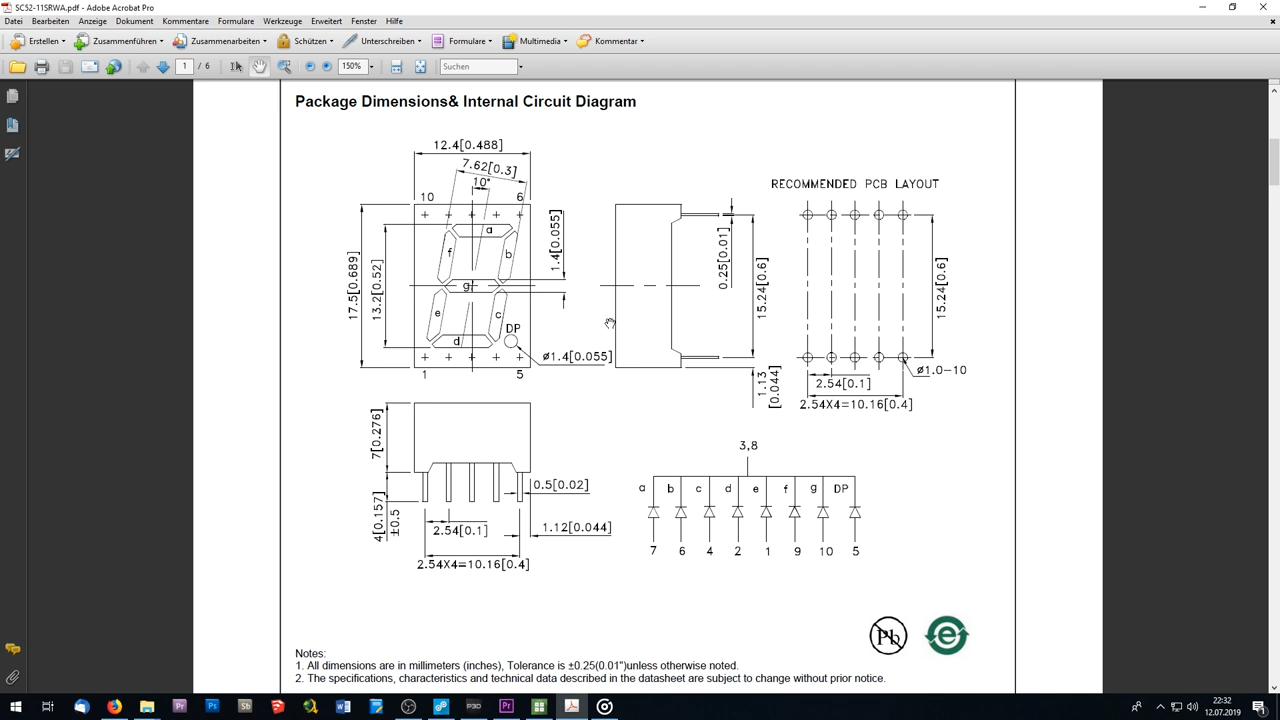 SC52-11SRWA.pdf - Adobe Acrobat Pro
Datei Bearbeiten Anzeige Dokument Kommentare Formulare Werkzeuge Erweitert Fenster Hilfe
Erstellen Zusammenführen Zusammenarbeiten Schützen Unterschreiben Formulare Multimedia Kommentar
1 / 6 150% Suchen
Package Dimensions& Internal Circuit Diagram
12.4[0.488]
7.62[0.3]
10°
10 6
a
f b
g
e c
d DP
1 5
17.5[0.689]
13.2[0.52]
1.4[0.055]
ø1.4[0.055]
0.25[0.01]
15.24[0.6]
1.13
[0.044]
RECOMMENDED PCB LAYOUT
15.24[0.6]
ø1.0-10
2.54[0.1]
2.54X4=10.16[0.4]
7[0.276]
4[0.157]
±0.5
0.5[0.02]
2.54[0.1]
1.12[0.044]
2.54X4=10.16[0.4]
3,8
a b c d e f g DP
7 6 4 2 1 9 10 5
Pb
e
Notes:
1. All dimensions are in millimeters (inches), Tolerance is ±0.25(0.01")unless otherwise noted.
2. The specifications, characteristics and technical data described in the datasheet are subject to change without prior notice.
Pr Ps Sb W P3D Pr
22:32
12.07.2019
1